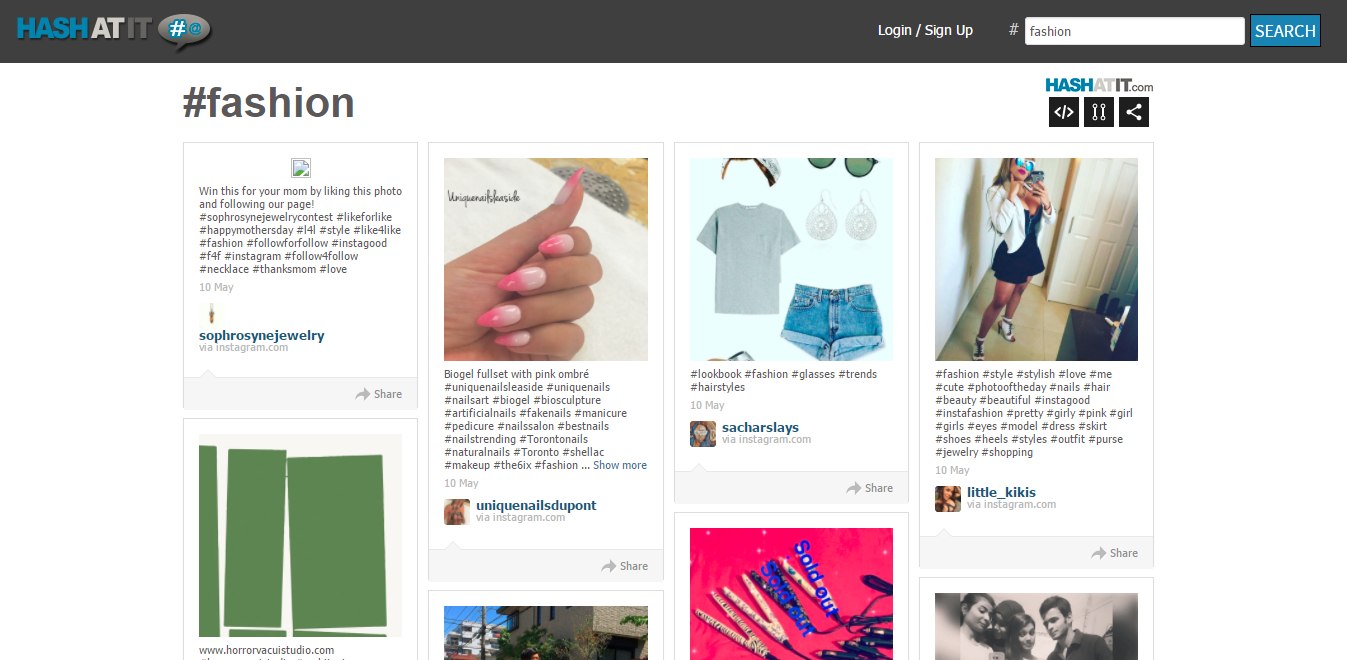 HASH AT IT #@
Login / Sign Up
# fashion
SEARCH
#fashion
HASHATIT.com
Win this for your mom by liking this photo
and following our page!
#sophrosynejewelrycontest #likeforlike
#happymothersday #l4l #style #like4like
#fashion #followforfollow #instagood
#f4f #instagram #follow4follow
#necklace #thanksmom #love
10 May
sophrosynejewelry
via instagram.com
Share
www.horrorvacuistudio.com
Uniquenailsleaside
Biogel fullset with pink ombré
#uniquenailsleaside #uniquenails
#nailsart #biogel #biosculpture
#artificialnails #fakenails #manicure
#pedicure #nailssalon #bestnails
#nailstrending #Torontonails
#naturalnails #Toronto #shellac
#makeup #the6ix #fashion ... Show more
10 May
uniquenailsdupont
via instagram.com
Share
#lookbook #fashion #glasses #trends
#hairstyles
10 May
sacharslays
via instagram.com
Share
Sold out
Sold out
#fashion #style #stylish #love #me
#cute #photooftheday #nails #hair
#beauty #beautiful #instagood
#instafashion #pretty #girly #pink #girl
#girls #eyes #model #dress #skirt
#shoes #heels #styles #outfit #purse
#jewelry #shopping
10 May
little_kikis
via instagram.com
Share